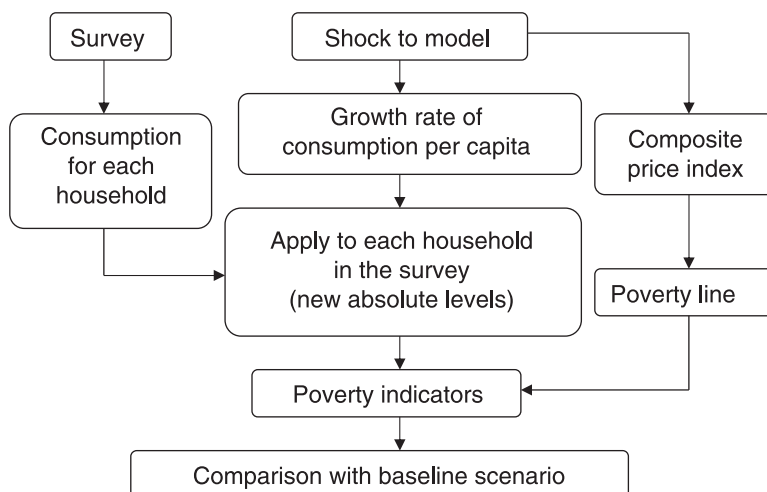 Survey
Shock to model
Consumption
for each
household
Growth rate of
consumption per capita
Composite
price index
Apply to each household
in the survey
(new absolute levels)
Poverty line
Poverty indicators
Comparison with baseline scenario